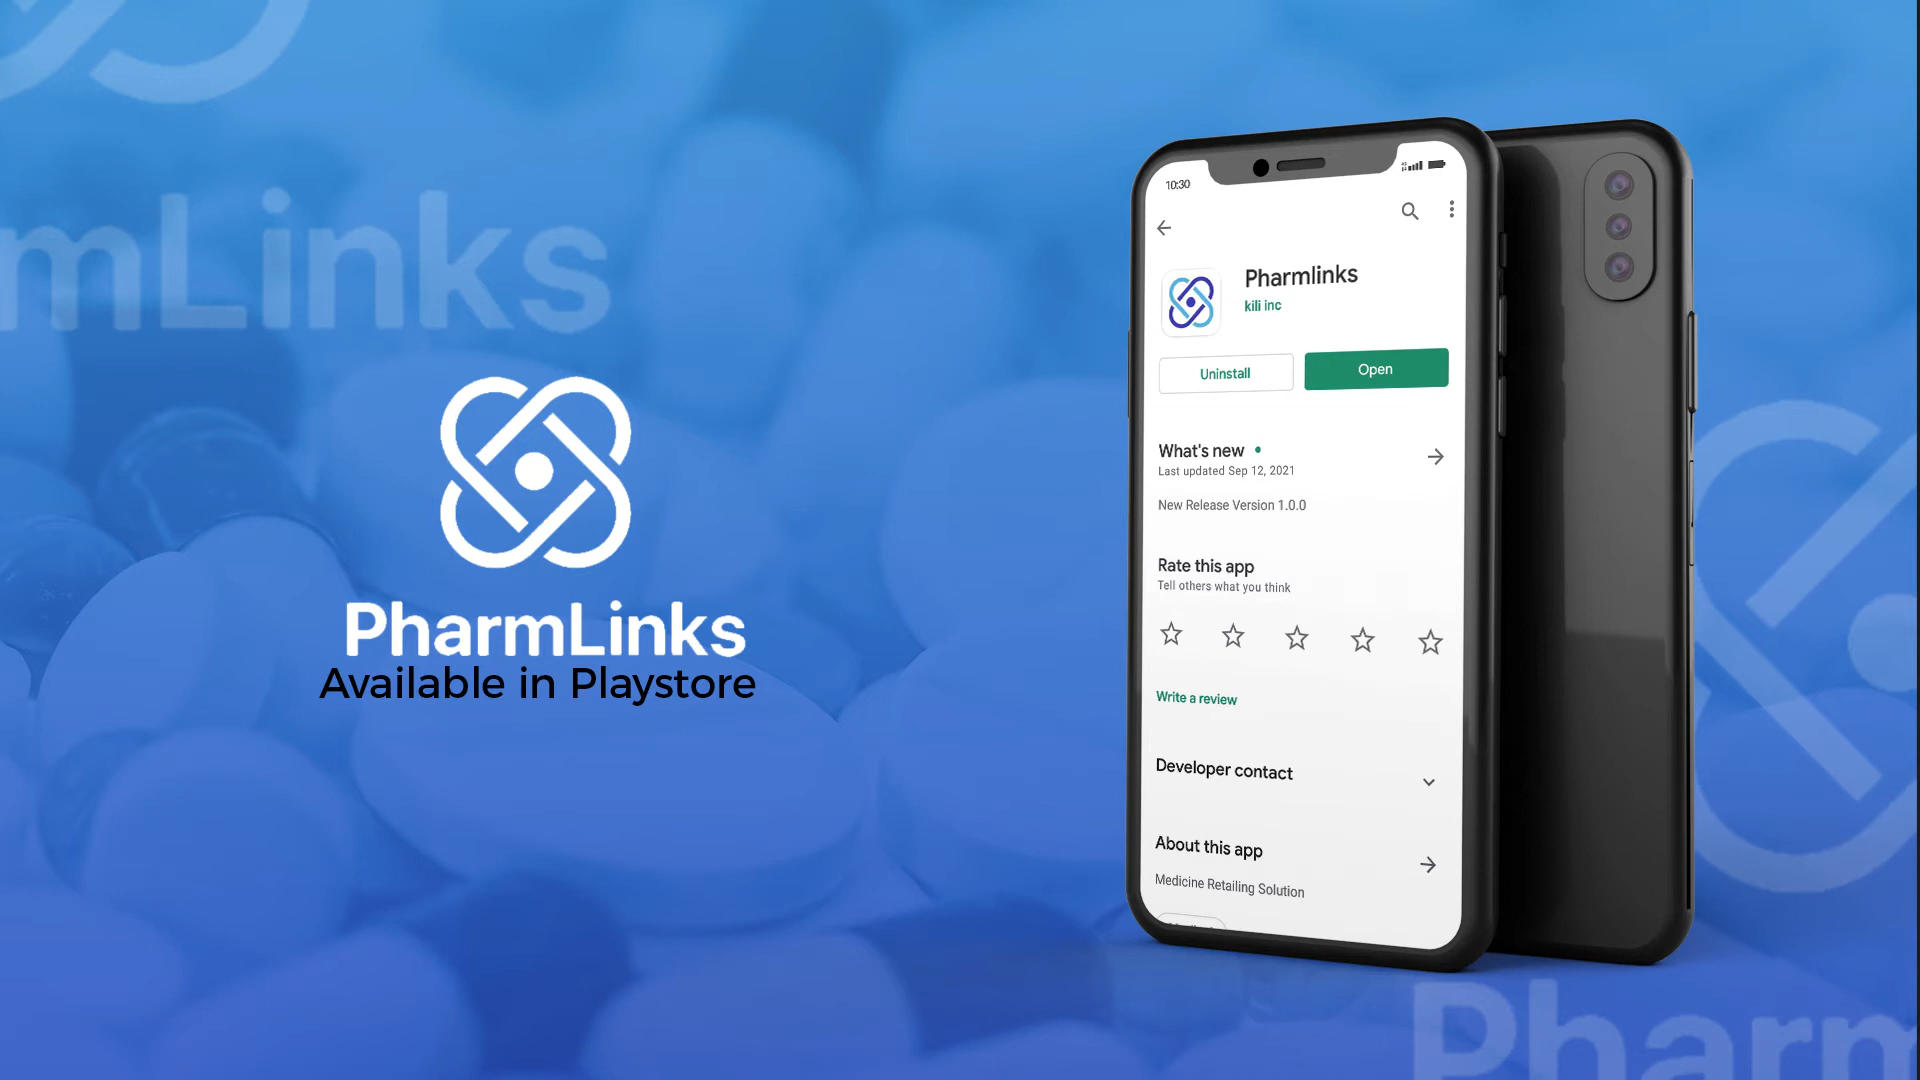 mLinks
PharmLinks
Available in Playstore
10:30
Pharmlinks
kili inc
Uninstall
Open
What's new
Last updated Sep 12, 2021
New Release Version 1.0.0
Rate this app
Tell others what you think
Write a review
Developer contact
About this app
Medicine Retailing Solution
Pharm